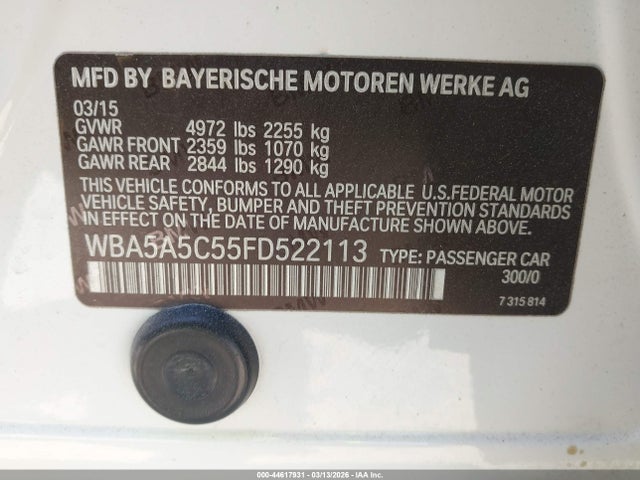 MFD BY BAYERISCHE MOTOREN WERKE AG
03/15
GVWR 4972 lbs 2255 kg
GAWR FRONT 2359 lbs 1070 kg
GAWR REAR 2844 lbs 1290 kg
THIS VEHICLE CONFORMS TO ALL APPLICABLE U.S.FEDERAL MOTOR
VEHICLE SAFETY, BUMPER AND THEFT PREVENTION STANDARDS
IN EFFECT ON THE DATE OF MANUFACTURE SHOWN ABOVE.
WBA5A5C55FD522113 TYPE: PASSENGER CAR
300/0
7 315 814
000-44617931 - 03/13/2026 - IAA Inc.